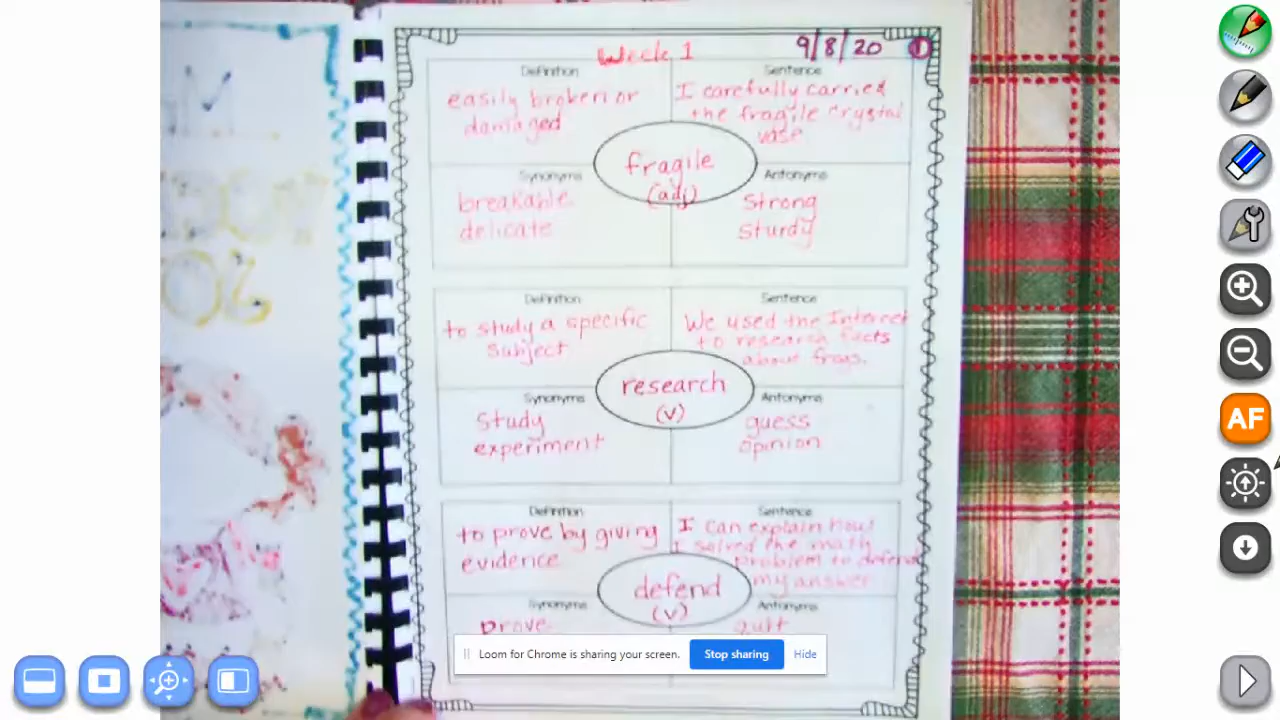 Week 1
9/8/20
1
Definition
easily broken or
damaged
Sentence
I carefully carried
the fragile crystal
vase
fragile
(adj)
Synonyms
breakable
delicate
Antonyms
Strong
Sturdy
Definition
to study a specific
subject
Sentence
We used the Internet
to research facts
about frogs.
research
(v)
Synonyms
Study
experiment
Antonyms
guess
opinion
Definition
to prove by giving
evidence
Sentence
I can explain how
I solved the math
problem to defend
my answer
defend
(v)
Synonyms
prove
Antonyms
quit
Loom for Chrome is sharing your screen.
Stop sharing
Hide
AF